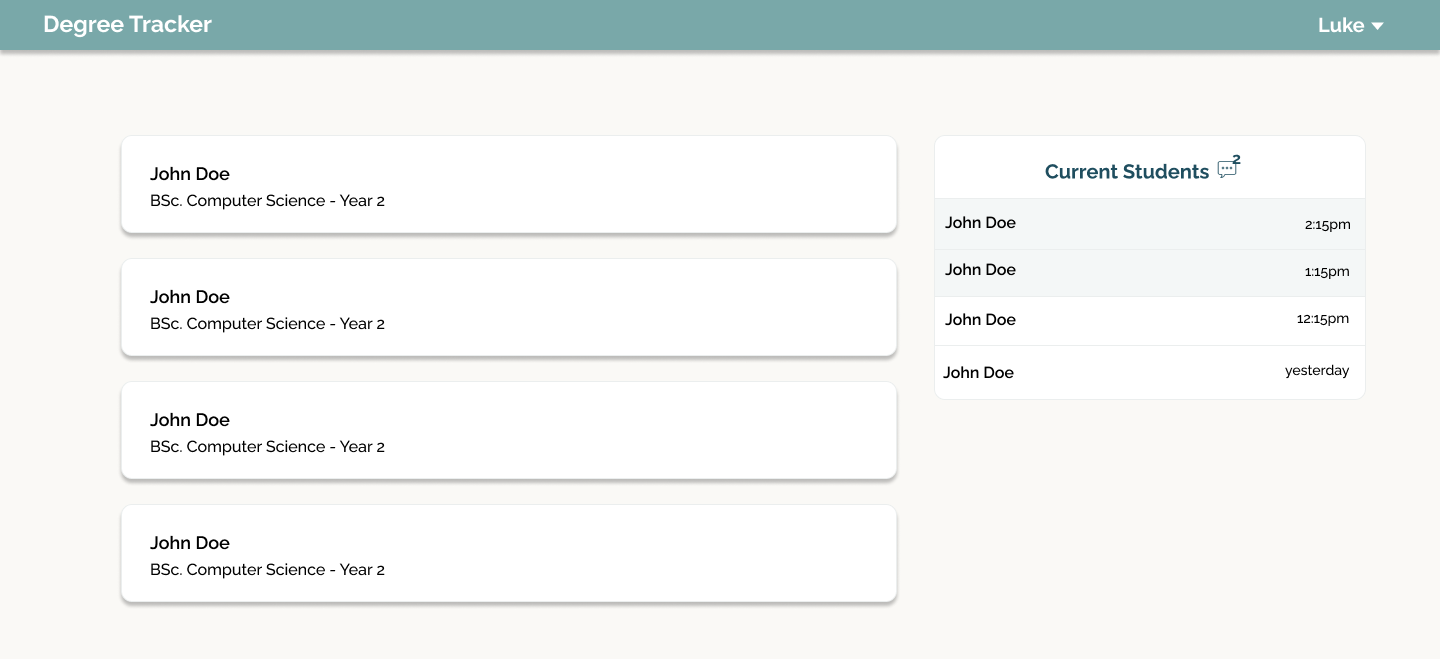 Degree Tracker
Luke
John Doe
BSc. Computer Science - Year 2
John Doe
BSc. Computer Science - Year 2
John Doe
BSc. Computer Science - Year 2
John Doe
BSc. Computer Science - Year 2
Current Students 2
John Doe 2:15pm
John Doe 1:15pm
John Doe 12:15pm
John Doe yesterday